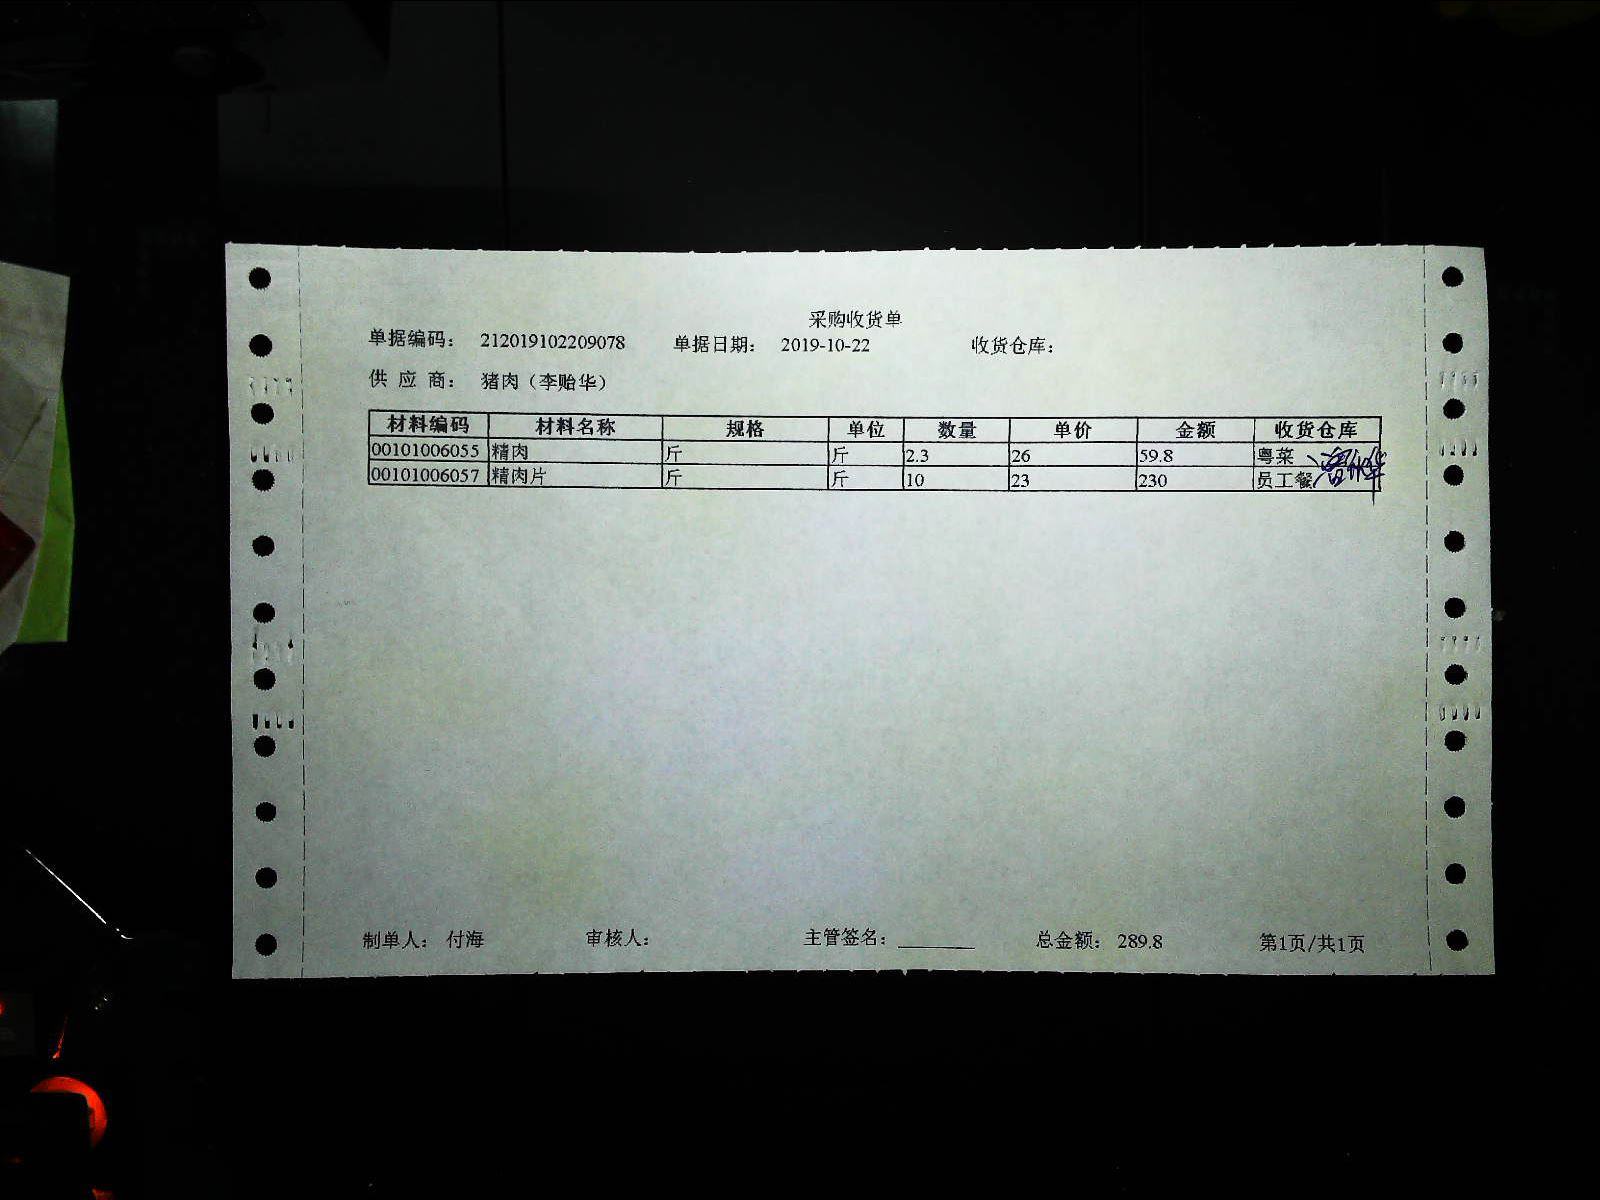 采购收货单
单据编码： 212019102209078 单据日期： 2019-10-22 收货仓库：
供 应 商： 猪肉（李贻华）
材料编码 材料名称 规格 单位 数量 单价 金额 收货仓库
00101006055 精肉 斤 斤 2.3 26 59.8 粤菜
00101006057 精肉片 斤 斤 10 23 230 员工餐
制单人： 付海 审核人： 主管签名：________ 总金额： 289.8 第1页/共1页